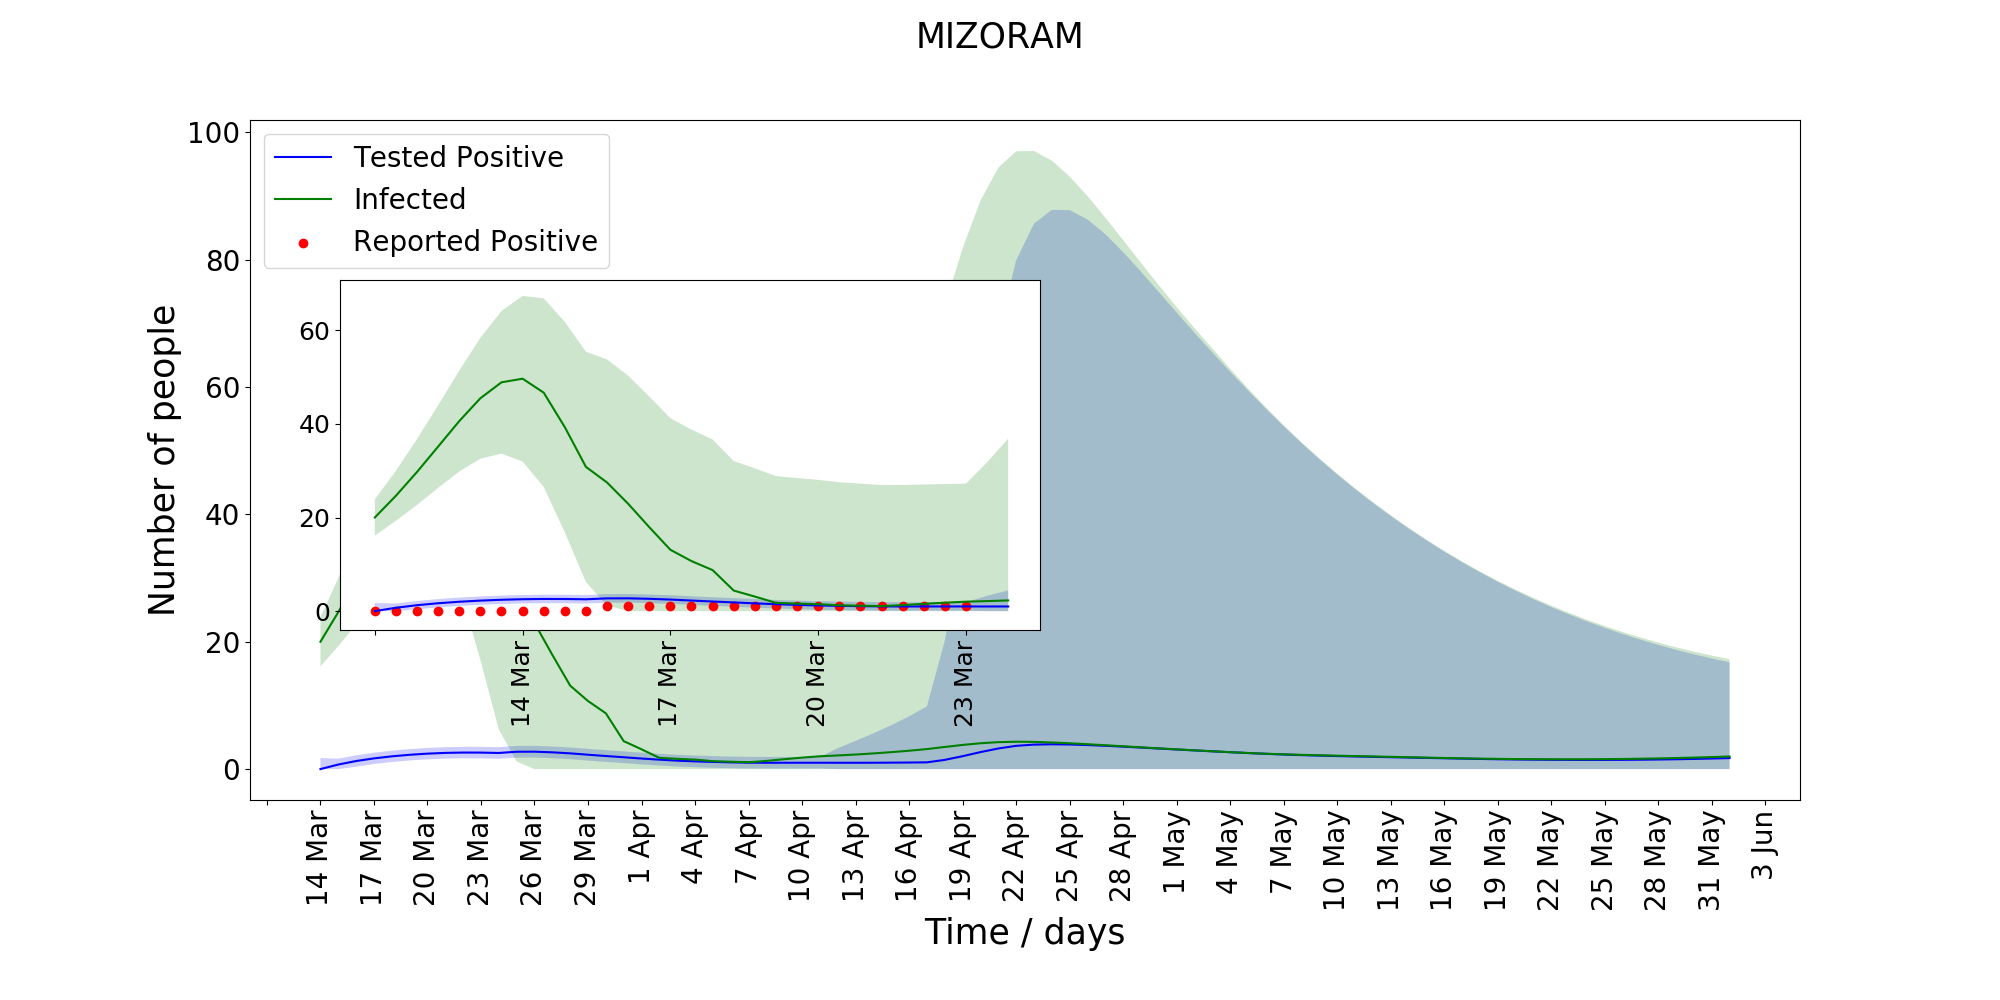 MIZORAM
100
80
60
40
20
0
Number of people
Tested Positive
Infected
Reported Positive
60
40
20
0
14 Mar
17 Mar
20 Mar
23 Mar
14 Mar
17 Mar
20 Mar
23 Mar
26 Mar
29 Mar
1 Apr
4 Apr
7 Apr
10 Apr
13 Apr
16 Apr
19 Apr
22 Apr
25 Apr
28 Apr
1 May
4 May
7 May
10 May
13 May
16 May
19 May
22 May
25 May
28 May
31 May
3 Jun
Time / days